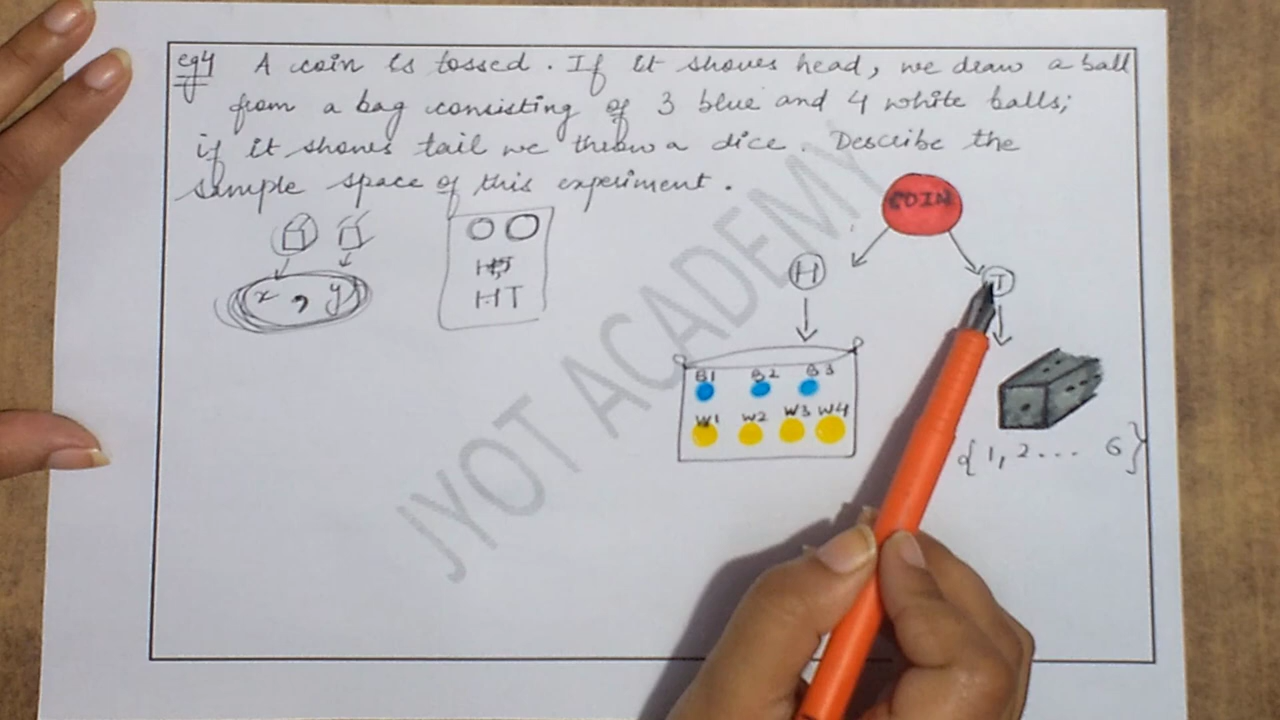 eg4 A coin is tossed. If it shows head, we draw a ball
from a bag consisting of 3 blue and 4 white balls;
if it shows tail we throw a dice. Describe the
sample space of this experiment.
COIN
H T
x , y
HT
B1 B2 B3
W1 W2 W3 W4
{1, 2... 6}
JYOT ACADEMY